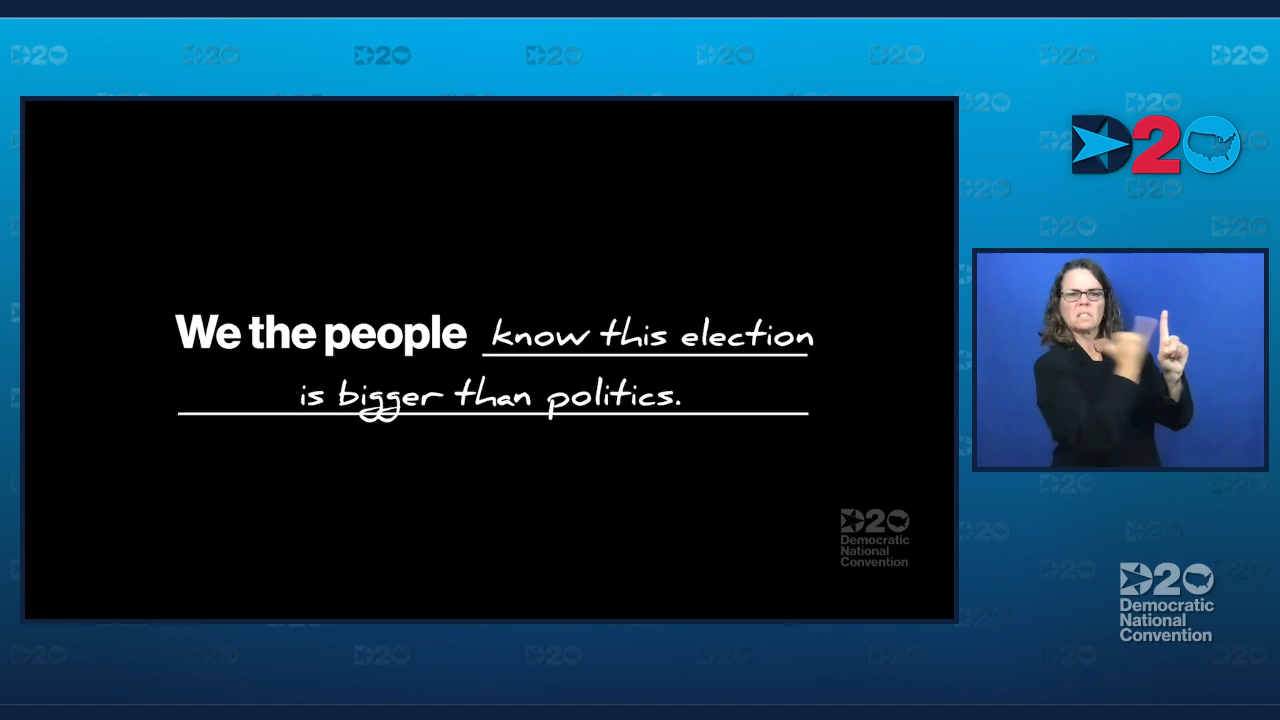 D20
We the people know this election
is bigger than politics.
D20
Democratic
National
Convention
D20
Democratic
National
Convention